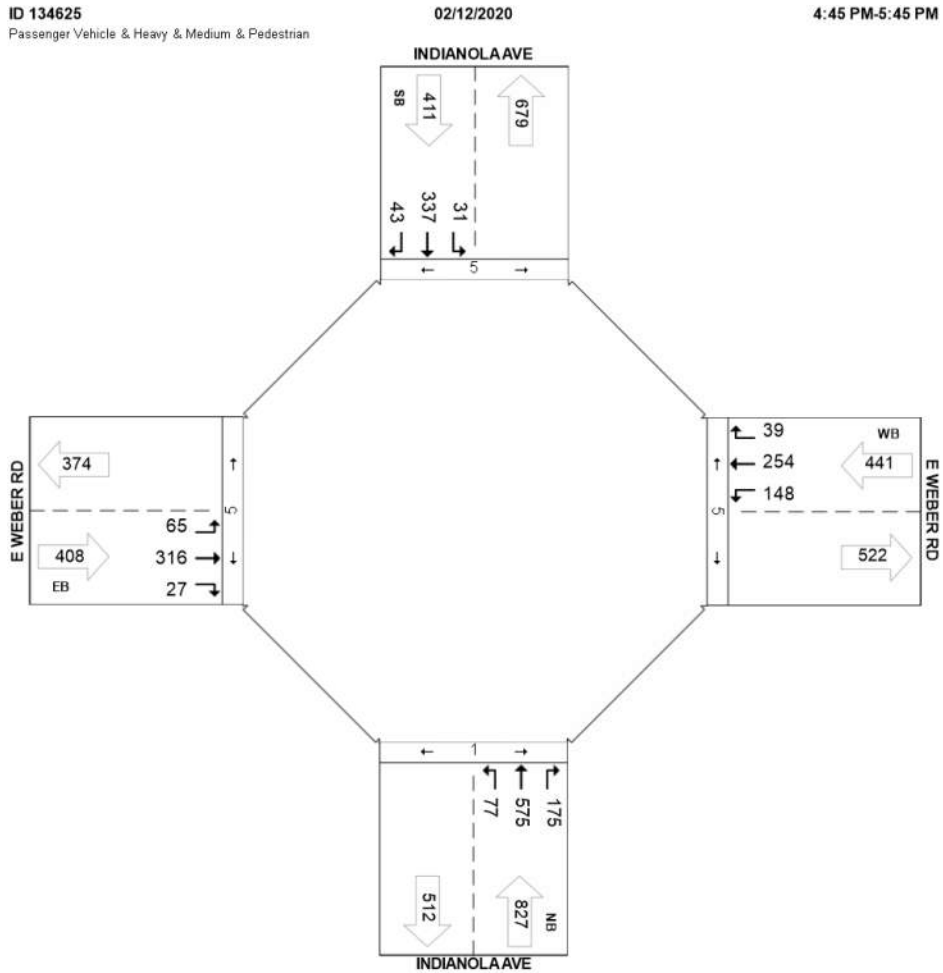 ID 134625
02/12/2020
4:45 PM-5:45 PM
Passenger Vehicle & Heavy & Medium & Pedestrian
INDIANOLA AVE
SB
411
679
43
337
31
5
E WEBER RD
374
65
408
316
EB
27
5
39
WB
254
441
148
5
522
E WEBER RD
1
77
575
175
512
827
NB
INDIANOLA AVE